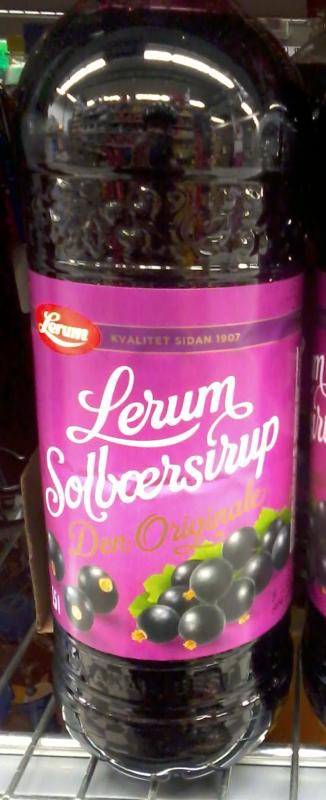 Lerum
KVALITET SIDAN 1907
Lerum
Solbærsirup
Den Originale